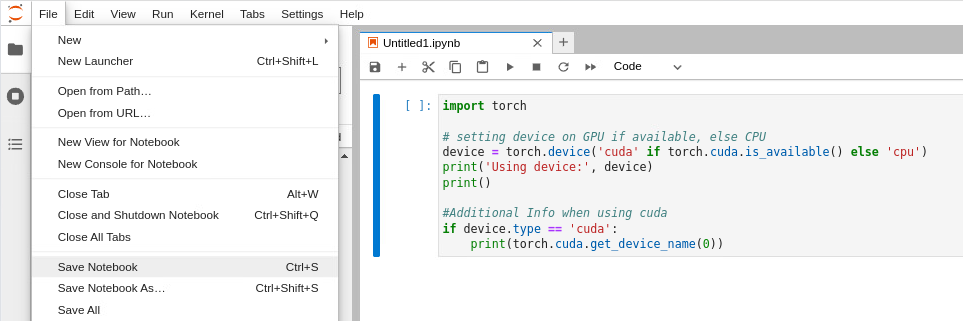 File Edit View Run Kernel Tabs Settings Help
New
New Launcher Ctrl+Shift+L
Open from Path…
Open from URL…
New View for Notebook
New Console for Notebook
Close Tab Alt+W
Close and Shutdown Notebook Ctrl+Shift+Q
Close All Tabs
Save Notebook Ctrl+S
Save Notebook As… Ctrl+Shift+S
Save All
Untitled1.ipynb
Code
[ ]: import torch
# setting device on GPU if available, else CPU
device = torch.device('cuda' if torch.cuda.is_available() else 'cpu')
print('Using device:', device)
print()
#Additional Info when using cuda
if device.type == 'cuda':
    print(torch.cuda.get_device_name(0))